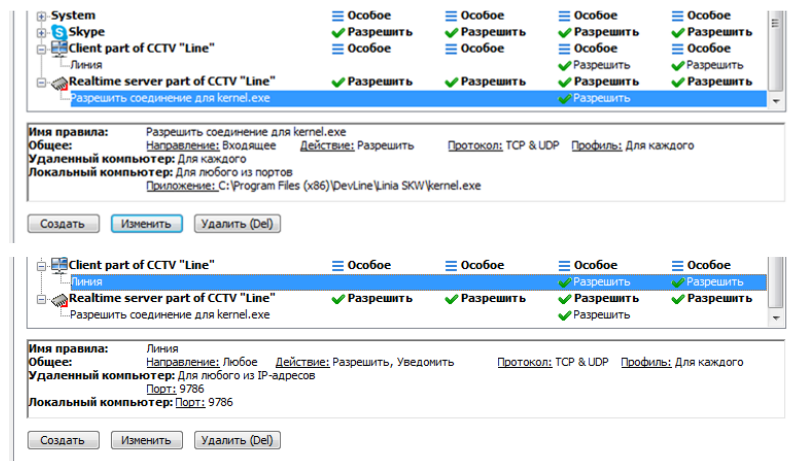 System Особое Особое Особое Особое
Skype Разрешить Разрешить Разрешить Разрешить
Client part of CCTV "Line" Особое Особое Особое Особое
Линия Разрешить Разрешить
Realtime server part of CCTV "Line" Разрешить Разрешить Разрешить Разрешить
Разрешить соединение для kernel.exe Разрешить
Имя правила: Разрешить соединение для kernel.exe
Общее: Направление: Входящее Действие: Разрешить Протокол: TCP & UDP Профиль: Для каждого
Удаленный компьютер: Для каждого
Локальный компьютер: Для любого из портов
Приложение: C:\Program Files (x86)\DevLine\Linia SKW\kernel.exe
Создать Изменить Удалить (Del)
Client part of CCTV "Line" Особое Особое Особое Особое
Линия Разрешить Разрешить
Realtime server part of CCTV "Line" Разрешить Разрешить Разрешить Разрешить
Разрешить соединение для kernel.exe Разрешить
Имя правила: Линия
Общее: Направление: Любое Действие: Разрешить, Уведомить Протокол: TCP & UDP Профиль: Для каждого
Удаленный компьютер: Для любого из IP-адресов
Порт: 9786
Локальный компьютер: Порт: 9786
Создать Изменить Удалить (Del)